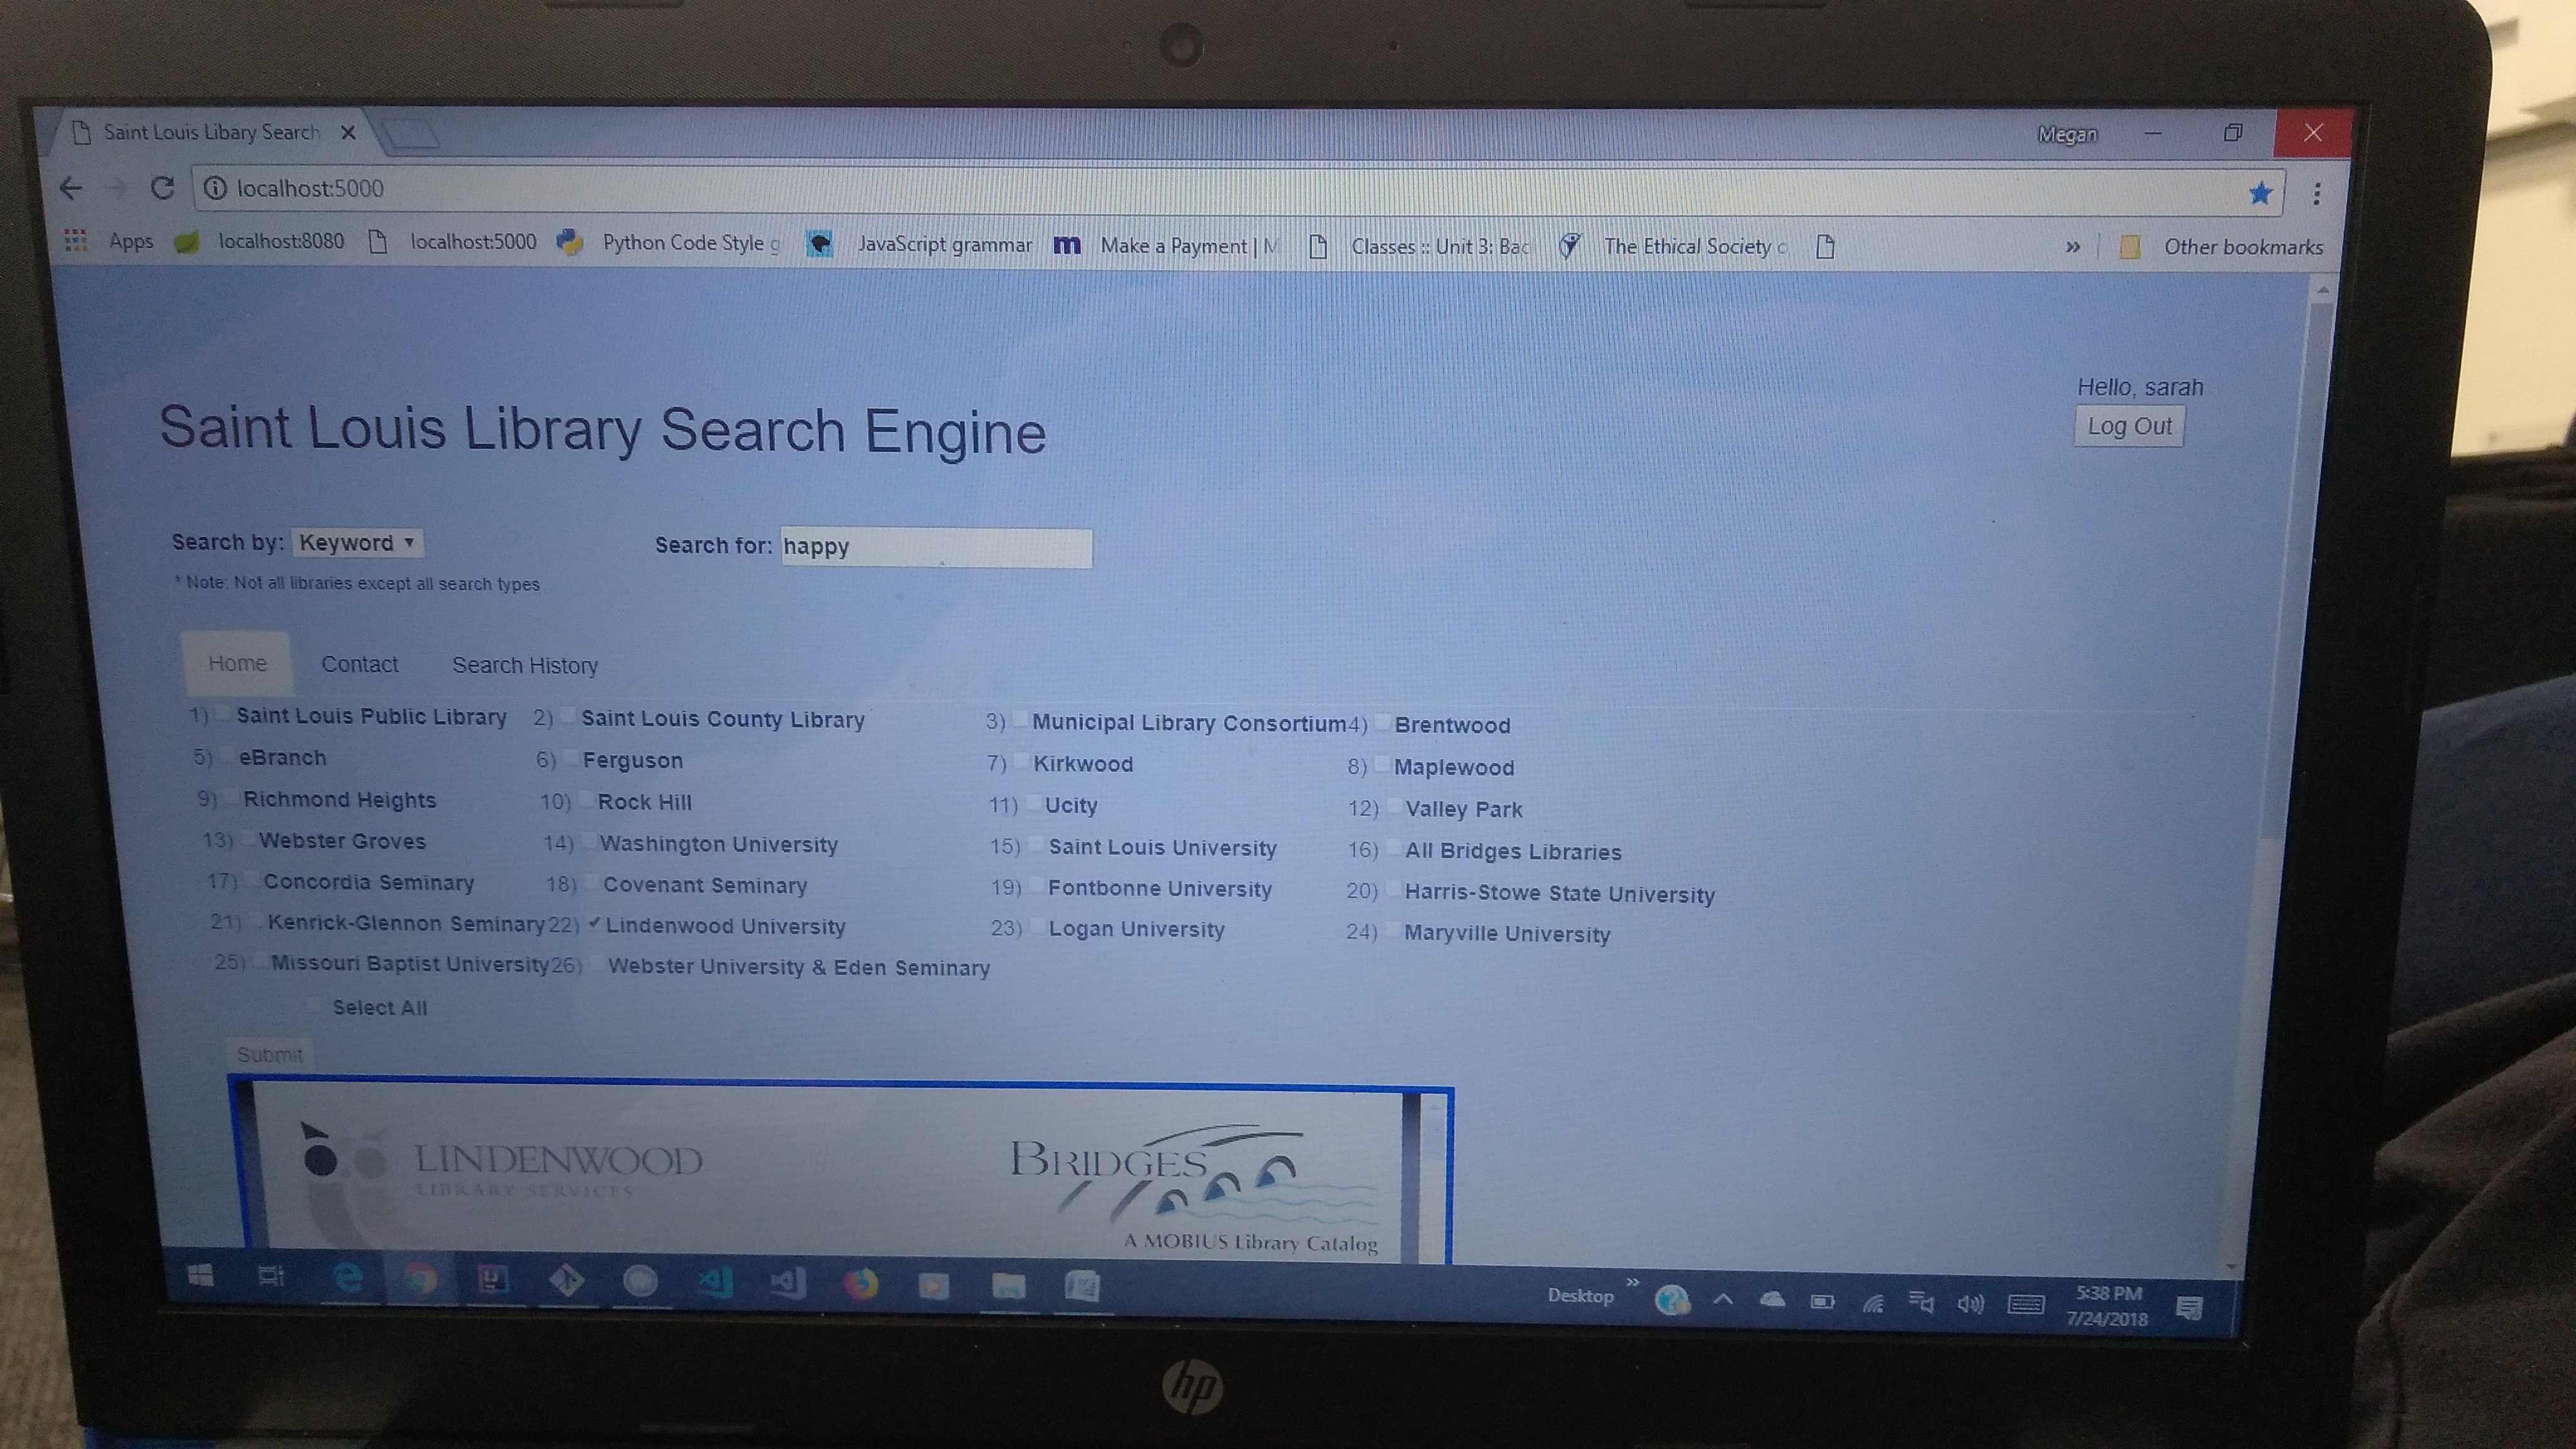 Saint Louis Libary Search
Megan
localhost:5000
Apps localhost:8080 localhost:5000 Python Code Style g JavaScript grammar m Make a Payment | M Classes :: Unit 3: Bac The Ethical Society o » Other bookmarks
Hello, sarah
Saint Louis Library Search Engine
Log Out
Search by: Keyword Search for: happy
* Note: Not all libraries except all search types
Home Contact Search History
1) Saint Louis Public Library 2) Saint Louis County Library 3) Municipal Library Consortium 4) Brentwood
5) eBranch 6) Ferguson 7) Kirkwood 8) Maplewood
9) Richmond Heights 10) Rock Hill 11) Ucity 12) Valley Park
13) Webster Groves 14) Washington University 15) Saint Louis University 16) All Bridges Libraries
17) Concordia Seminary 18) Covenant Seminary 19) Fontbonne University 20) Harris-Stowe State University
21) Kenrick-Glennon Seminary 22) Lindenwood University 23) Logan University 24) Maryville University
25) Missouri Baptist University 26) Webster University & Eden Seminary
Select All
Submit
LINDENWOOD
LIBRARY SERVICES
BRIDGES
A MOBIUS Library Catalog
Desktop »
5:38 PM
7/24/2018
hp